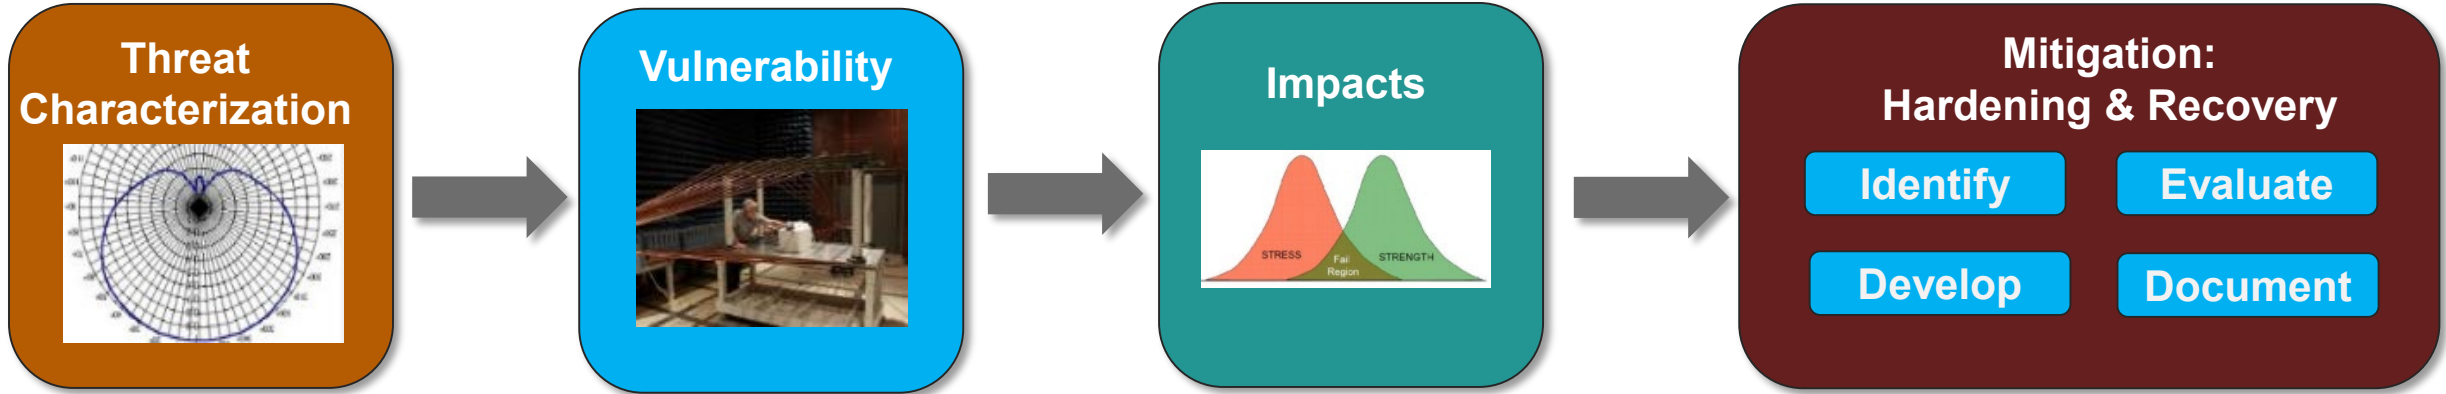 Threat
Characterization
Vulnerability
Impacts
STRESS
Fail
Region
STRENGTH
Mitigation:
Hardening & Recovery
Identify
Evaluate
Develop
Document